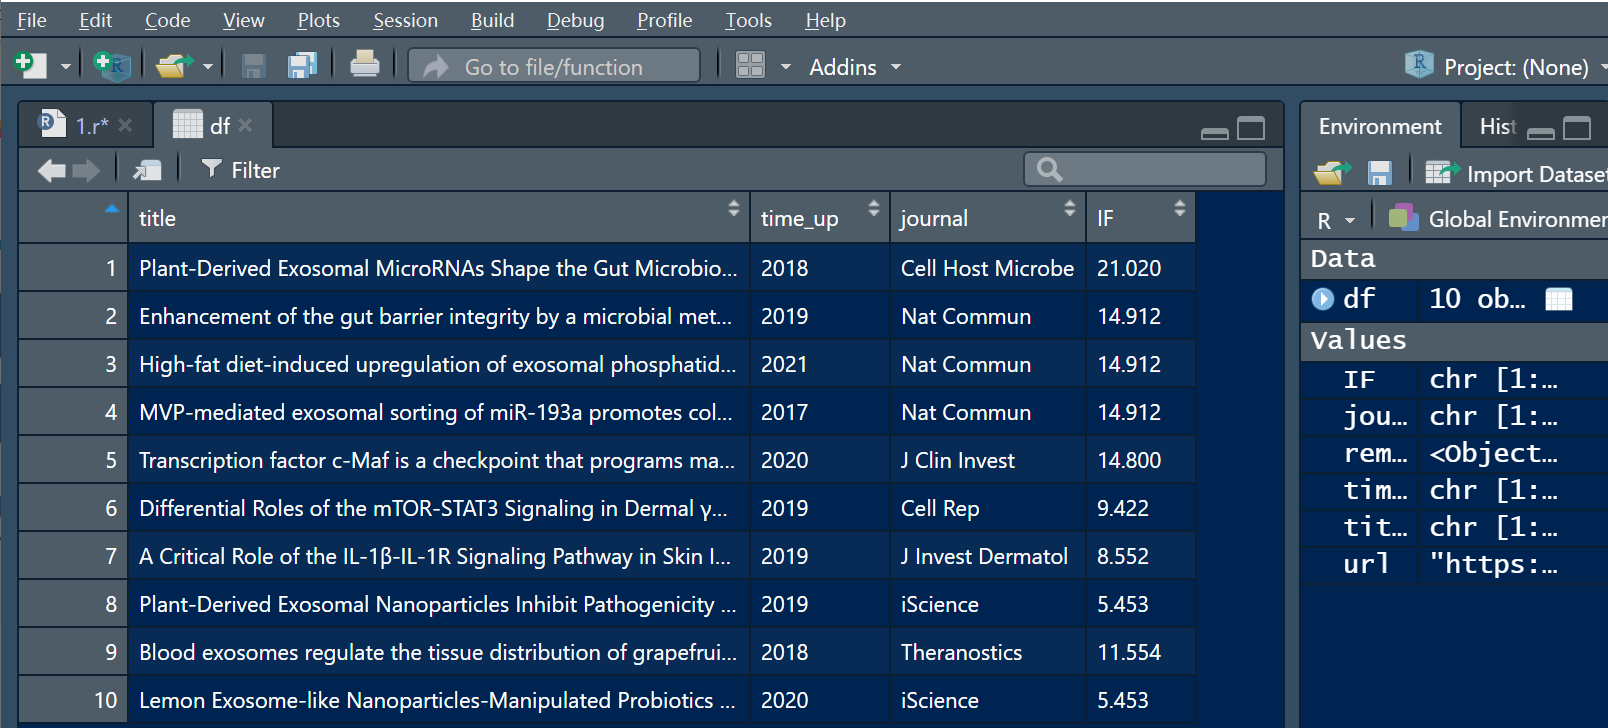 File Edit Code View Plots Session Build Debug Profile Tools Help
Go to file/function Addins Project: (None)
1.r* df
Filter
title time_up journal IF
1 Plant-Derived Exosomal MicroRNAs Shape the Gut Microbio... 2018 Cell Host Microbe 21.020
2 Enhancement of the gut barrier integrity by a microbial met... 2019 Nat Commun 14.912
3 High-fat diet-induced upregulation of exosomal phosphatid... 2021 Nat Commun 14.912
4 MVP-mediated exosomal sorting of miR-193a promotes col... 2017 Nat Commun 14.912
5 Transcription factor c-Maf is a checkpoint that programs ma... 2020 J Clin Invest 14.800
6 Differential Roles of the mTOR-STAT3 Signaling in Dermal γ... 2019 Cell Rep 9.422
7 A Critical Role of the IL-1β-IL-1R Signaling Pathway in Skin I... 2019 J Invest Dermatol 8.552
8 Plant-Derived Exosomal Nanoparticles Inhibit Pathogenicity ... 2019 iScience 5.453
9 Blood exosomes regulate the tissue distribution of grapefrui... 2018 Theranostics 11.554
10 Lemon Exosome-like Nanoparticles-Manipulated Probiotics ... 2020 iScience 5.453
Environment Hist
Import Dataset
R Global Environmer
Data
df 10 ob...
Values
IF chr [1:...
jou... chr [1:...
rem... <Object...
tim... chr [1:...
tit... chr [1:...
url "https:...